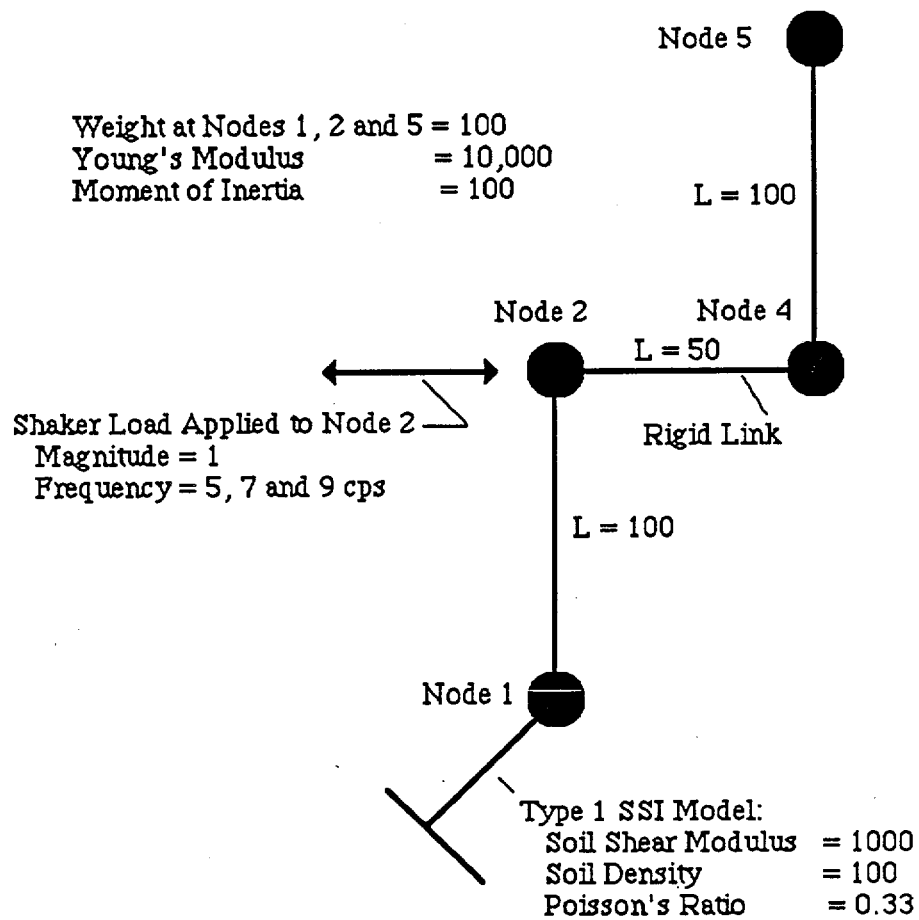 Node 5
Weight at Nodes 1, 2 and 5 = 100
Young's Modulus = 10,000
Moment of Inertia = 100
L = 100
Node 2
Node 4
L = 50
Shaker Load Applied to Node 2
Magnitude = 1
Frequency = 5, 7 and 9 cps
Rigid Link
L = 100
Node 1
Type 1 SSI Model:
Soil Shear Modulus = 1000
Soil Density = 100
Poisson's Ratio = 0.33